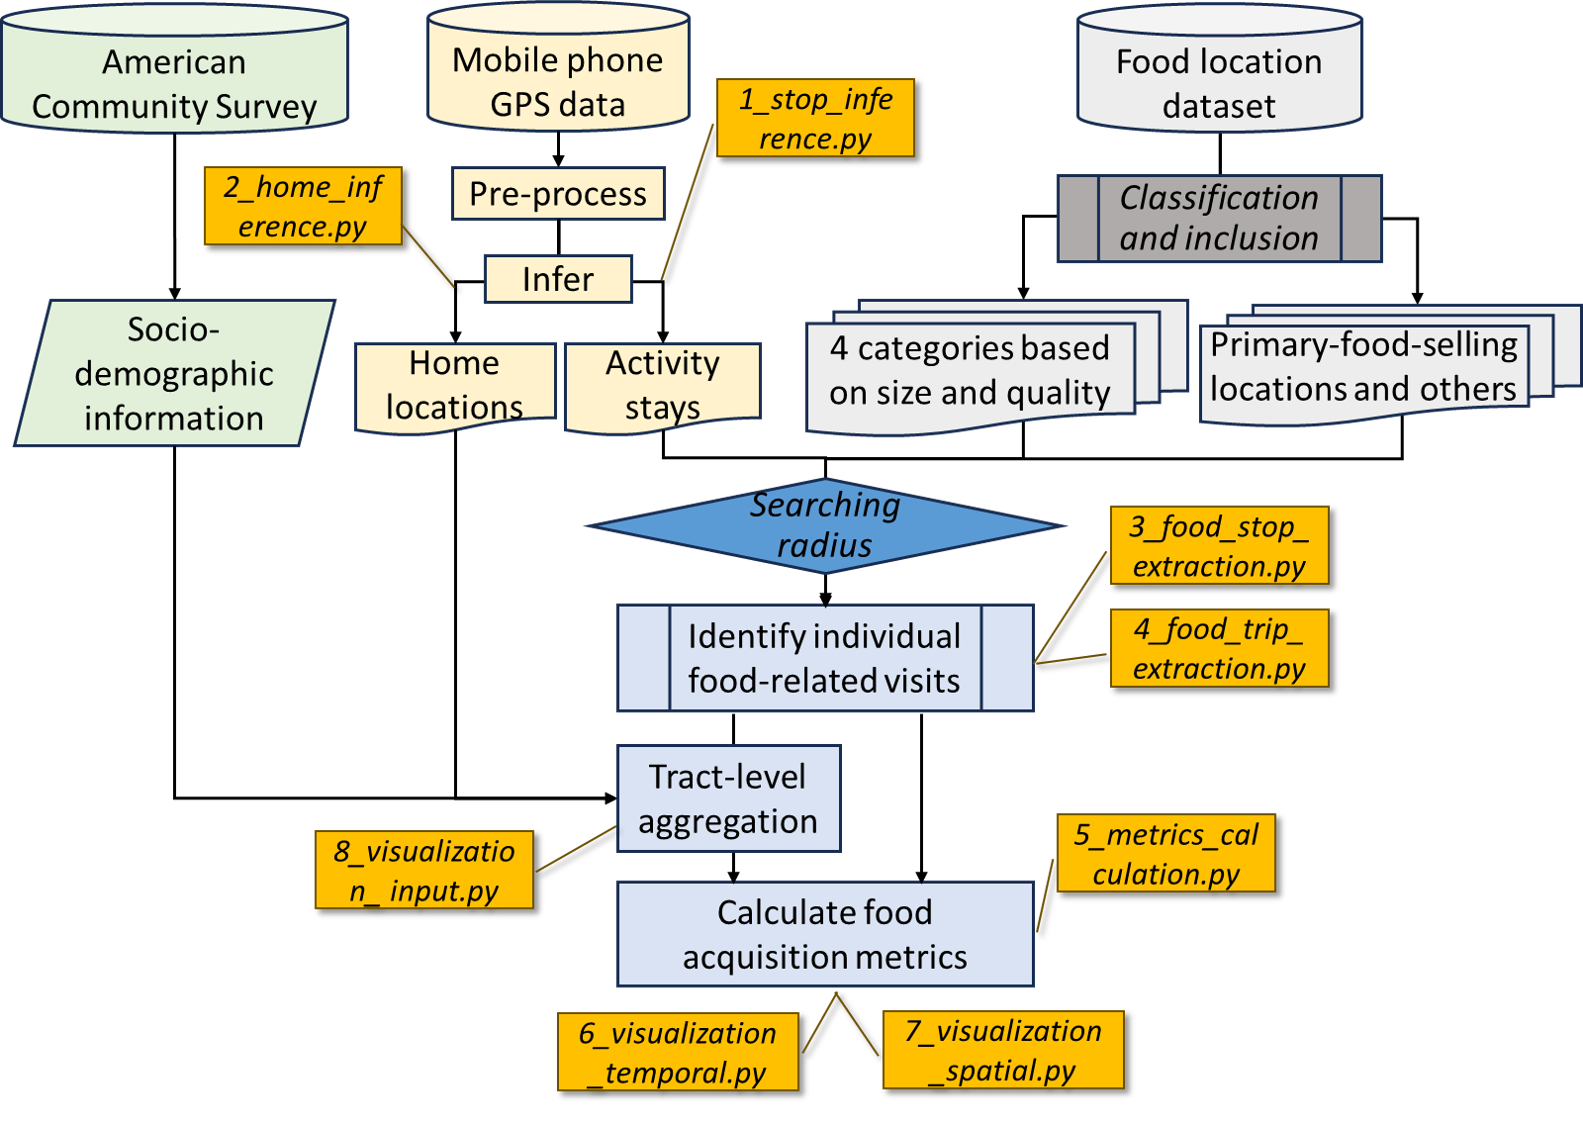 American
Community Survey
Mobile phone
GPS data
Food location
dataset
1_stop_infe
rence.py
2_home_inf
erence.py
Pre-process
Classification
and inclusion
Infer
Socio-
demographic
information
Home
locations
Activity
stays
4 categories based
on size and quality
Primary-food-selling
locations and others
Searching
radius
3_food_stop_
extraction.py
4_food_trip_
extraction.py
Identify individual
food-related visits
Tract-level
aggregation
8_visualizatio
n_ input.py
5_metrics_cal
culation.py
Calculate food
acquisition metrics
6_visualization
_temporal.py
7_visualization
_spatial.py